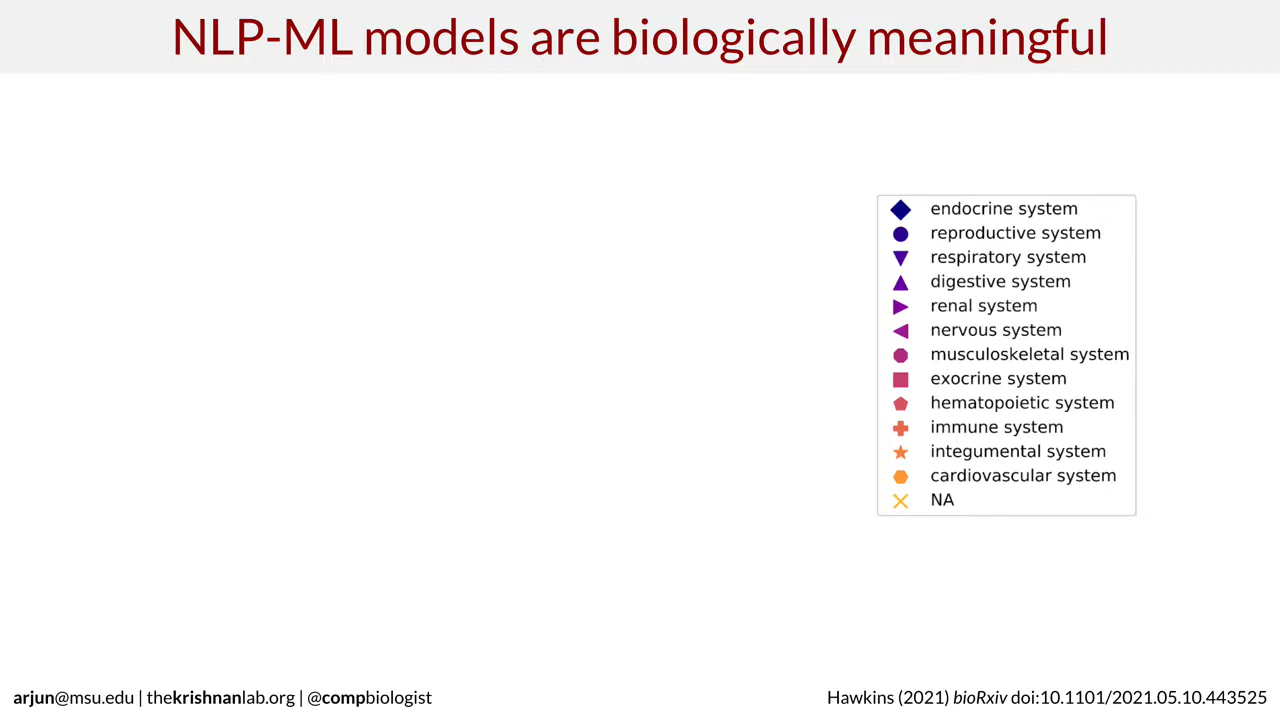 NLP-ML models are biologically meaningful
endocrine system
reproductive system
respiratory system
digestive system
renal system
nervous system
musculoskeletal system
exocrine system
hematopoietic system
immune system
integumental system
cardiovascular system
NA
arjun@msu.edu | thekrishnanlab.org | @compbiologist
Hawkins (2021) bioRxiv doi:10.1101/2021.05.10.443525